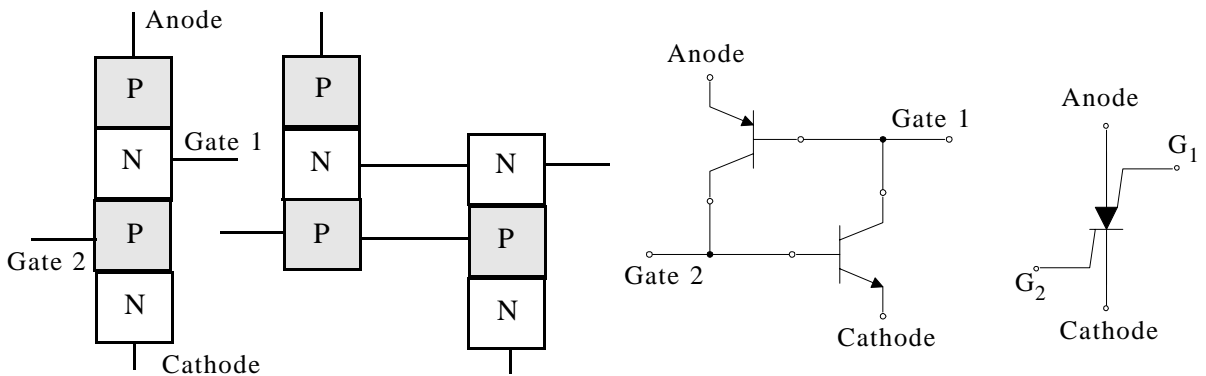 Anode
P
N
Gate 1
P
Gate 2
N
Cathode
P
N
P
N
P
N
Anode
Gate 1
Gate 2
Cathode
Anode
G1
G2
Cathode